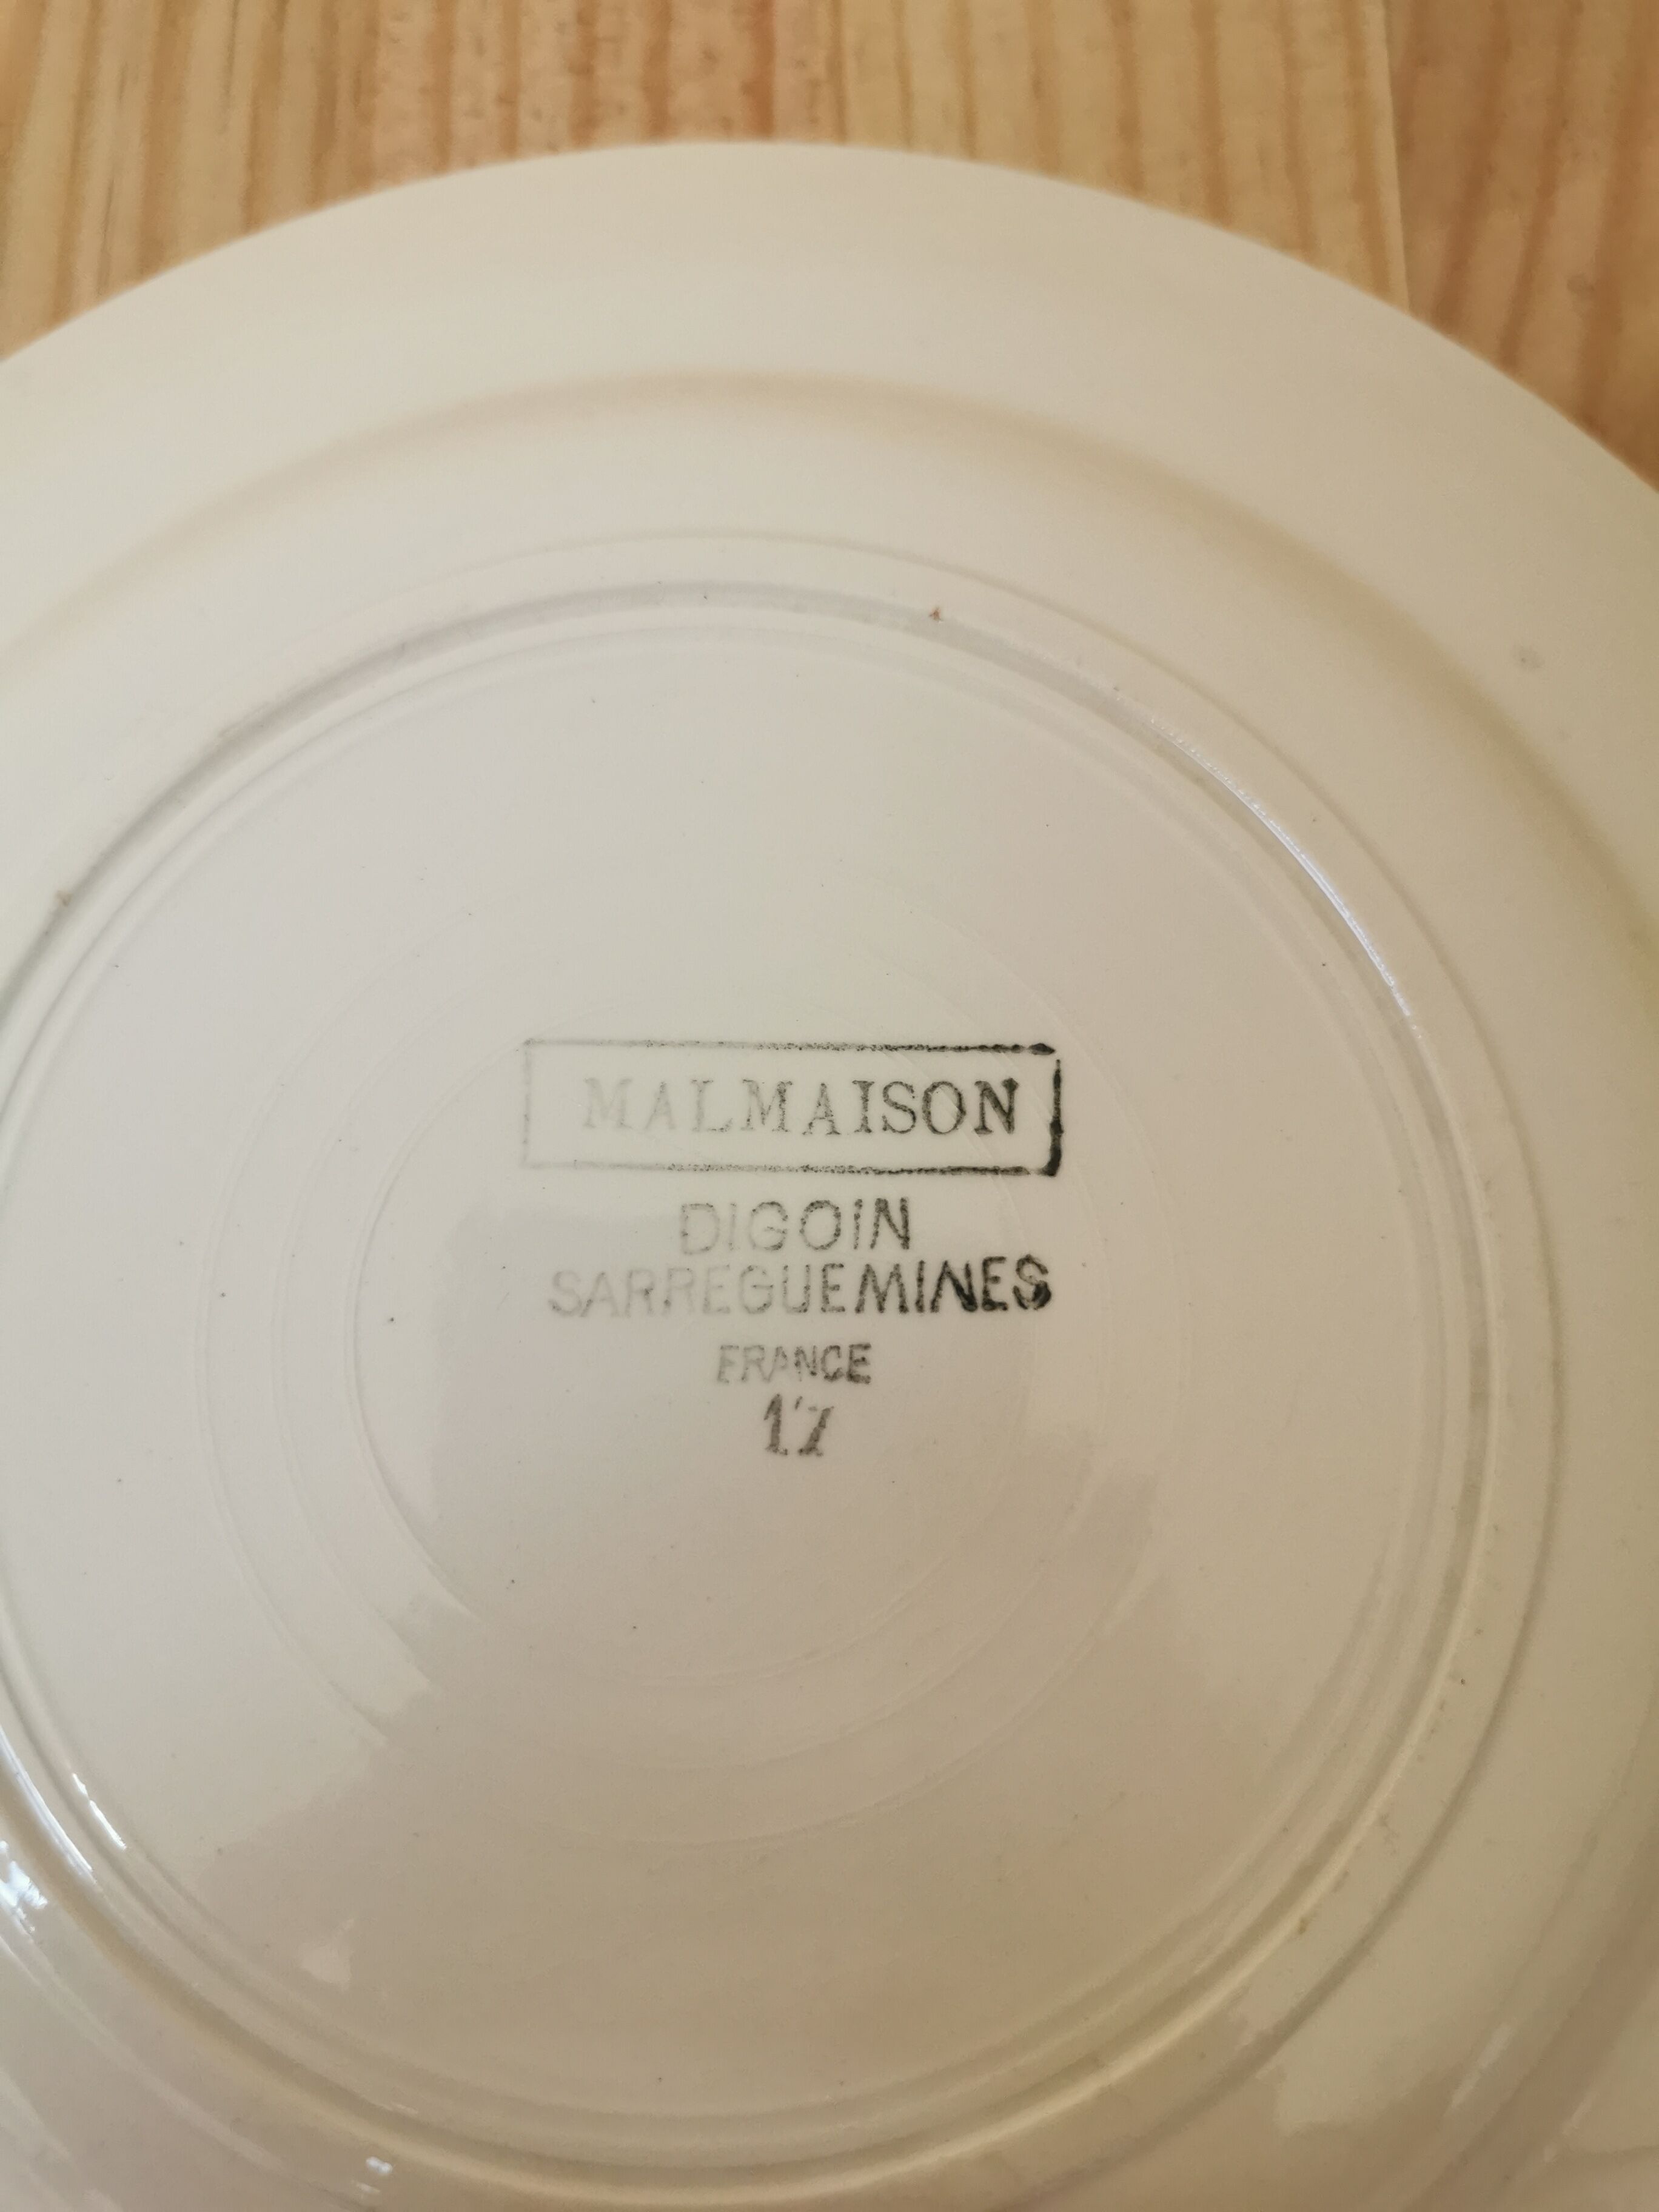 MALMAISON
DIGOIN
SARREGUEMINES
FRANCE
17